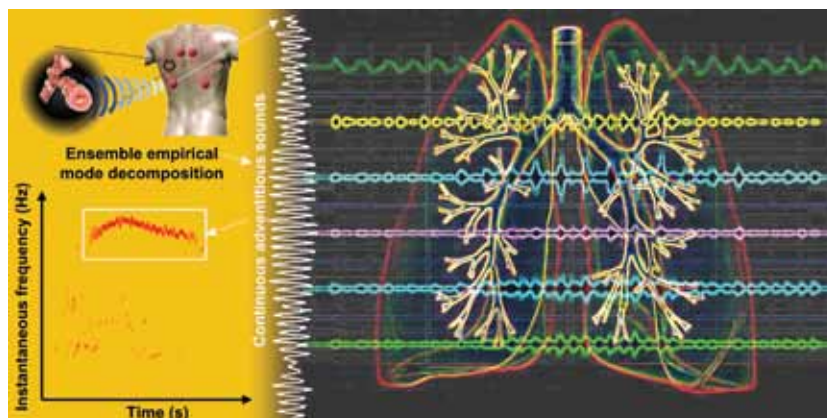 Ensemble empirical
mode decomposition
Continuous adventitious sounds
Instantaneous frequency (Hz)
Time (s)